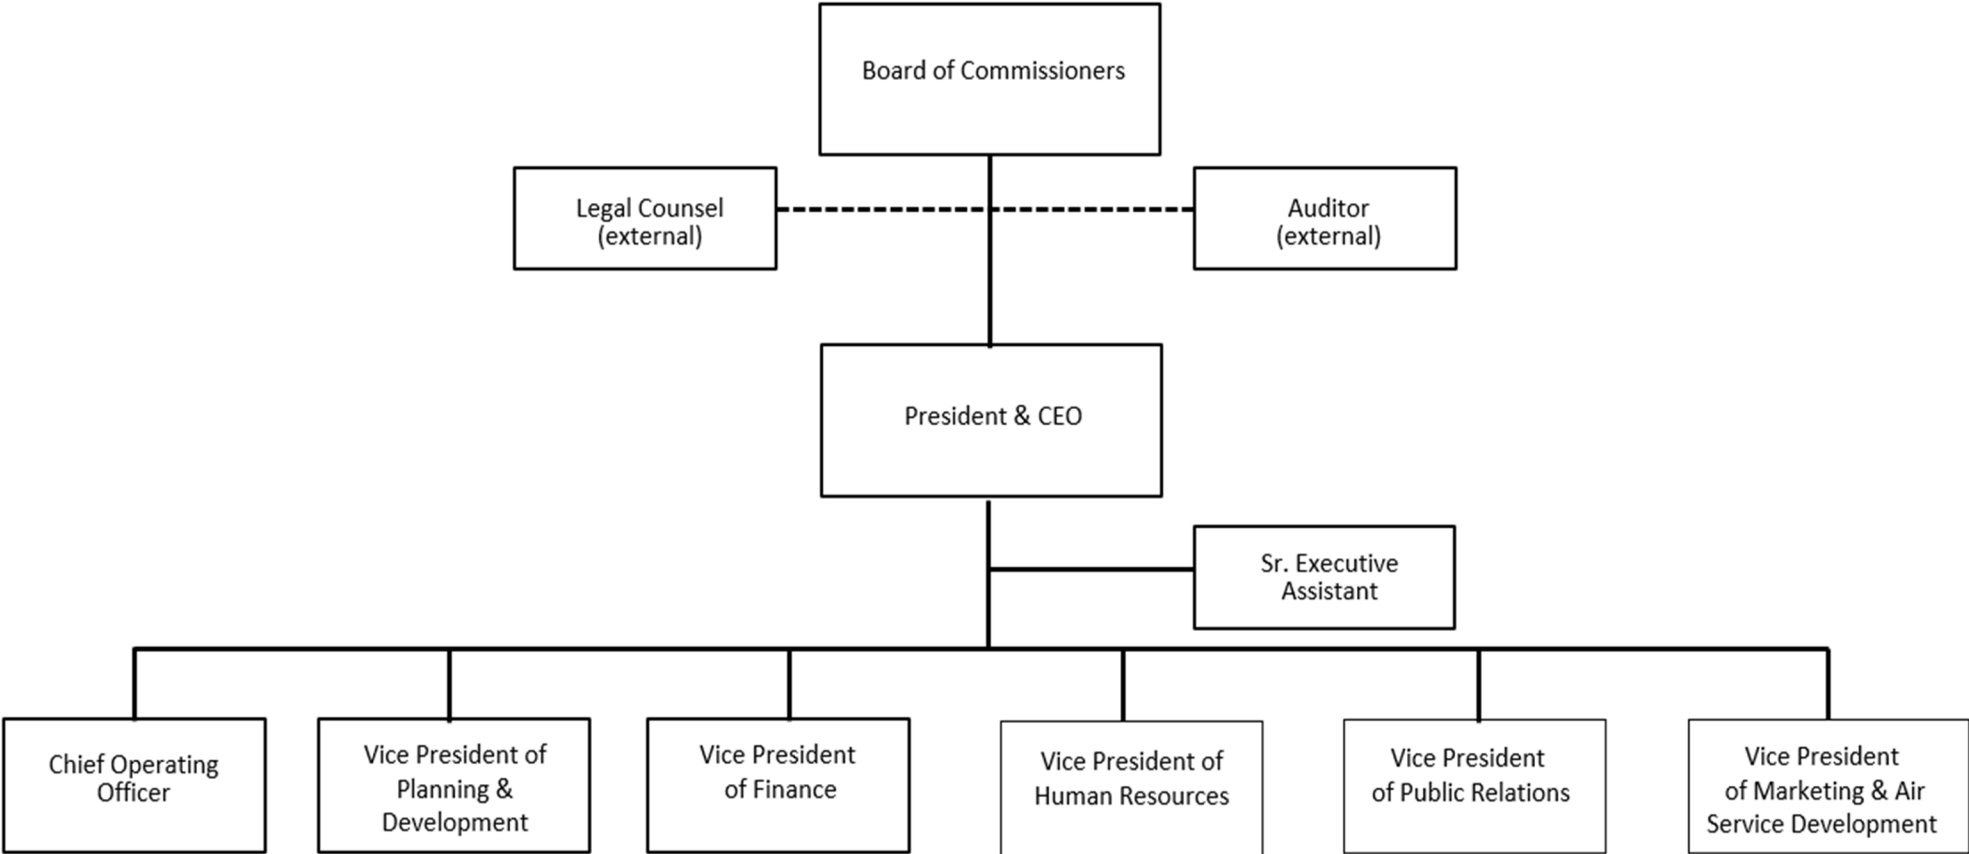 Board of Commissioners
Legal Counsel
(external)
Auditor
(external)
President & CEO
Sr. Executive
Assistant
Chief Operating
Officer
Vice President of
Planning &
Development
Vice President
of Finance
Vice President of
Human Resources
Vice President
of Public Relations
Vice President
of Marketing & Air
Service Development